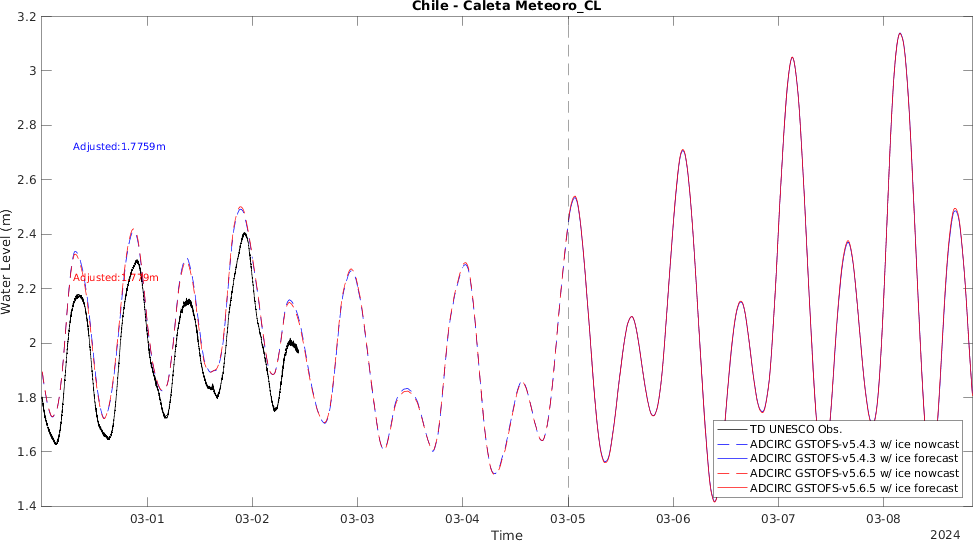 Chile - Caleta Meteoro_CL
3.2
3
2.8
2.6
2.4
2.2
2
1.8
1.6
1.4
Water Level (m)
Adjusted:1.7759m
Adjusted:1.779m
TD UNESCO Obs.
ADCIRC GSTOFS-v5.4.3 w/ ice nowcast
ADCIRC GSTOFS-v5.4.3 w/ ice forecast
ADCIRC GSTOFS-v5.6.5 w/ ice nowcast
ADCIRC GSTOFS-v5.6.5 w/ ice forecast
03-01 03-02 03-03 03-04 03-05 03-06 03-07 03-08
Time
2024